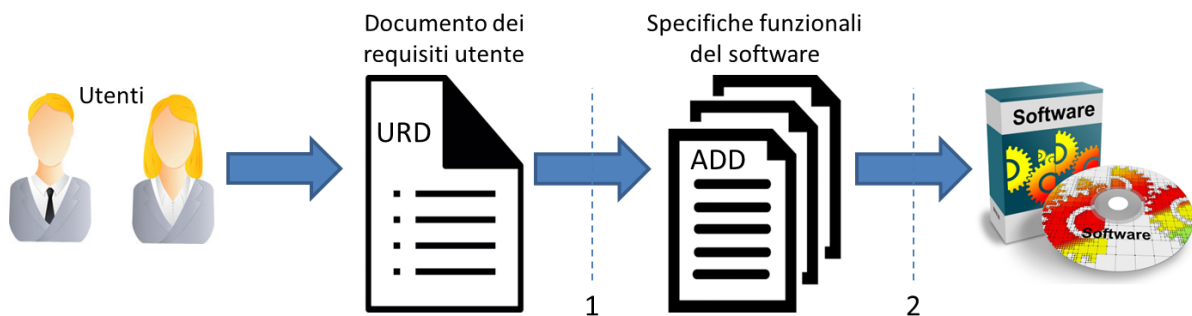 Documento dei
requisiti utente
Specifiche funzionali
del software
Utenti
URD
ADD
Software
Software
1
2